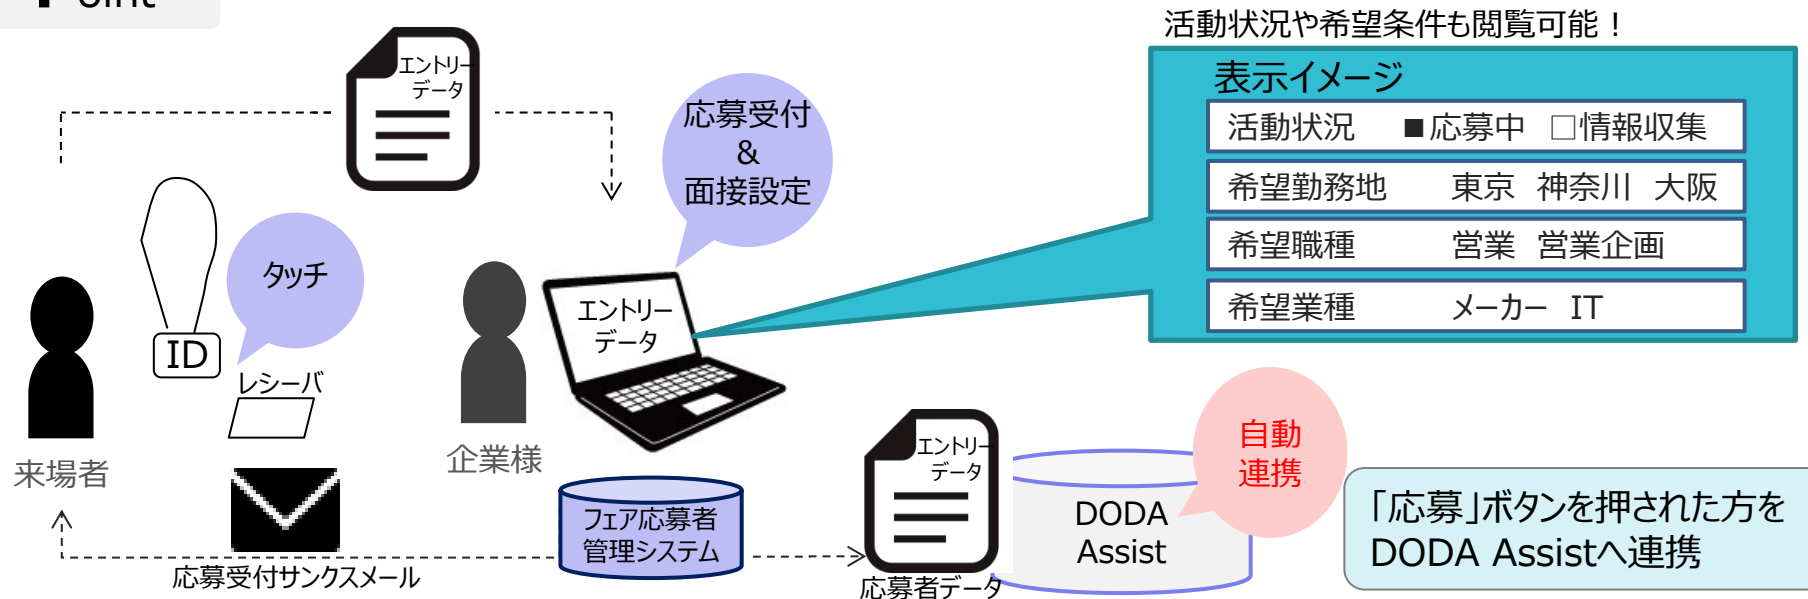 Point
活動状況や希望条件も閲覧可能！
表示イメージ
活動状況 ■応募中 □情報収集
希望勤務地 東京 神奈川 大阪
希望職種 営業 営業企画
希望業種 メーカー IT
エントリー
データ
応募受付
&
面接設定
タッチ
ID
レシーバ
来場者
企業様
エントリー
データ
応募受付サンクスメール
フェア応募者
管理システム
エントリー
データ
応募者データ
DODA
Assist
自動
連携
「応募」ボタンを押された方を
DODA Assistへ連携